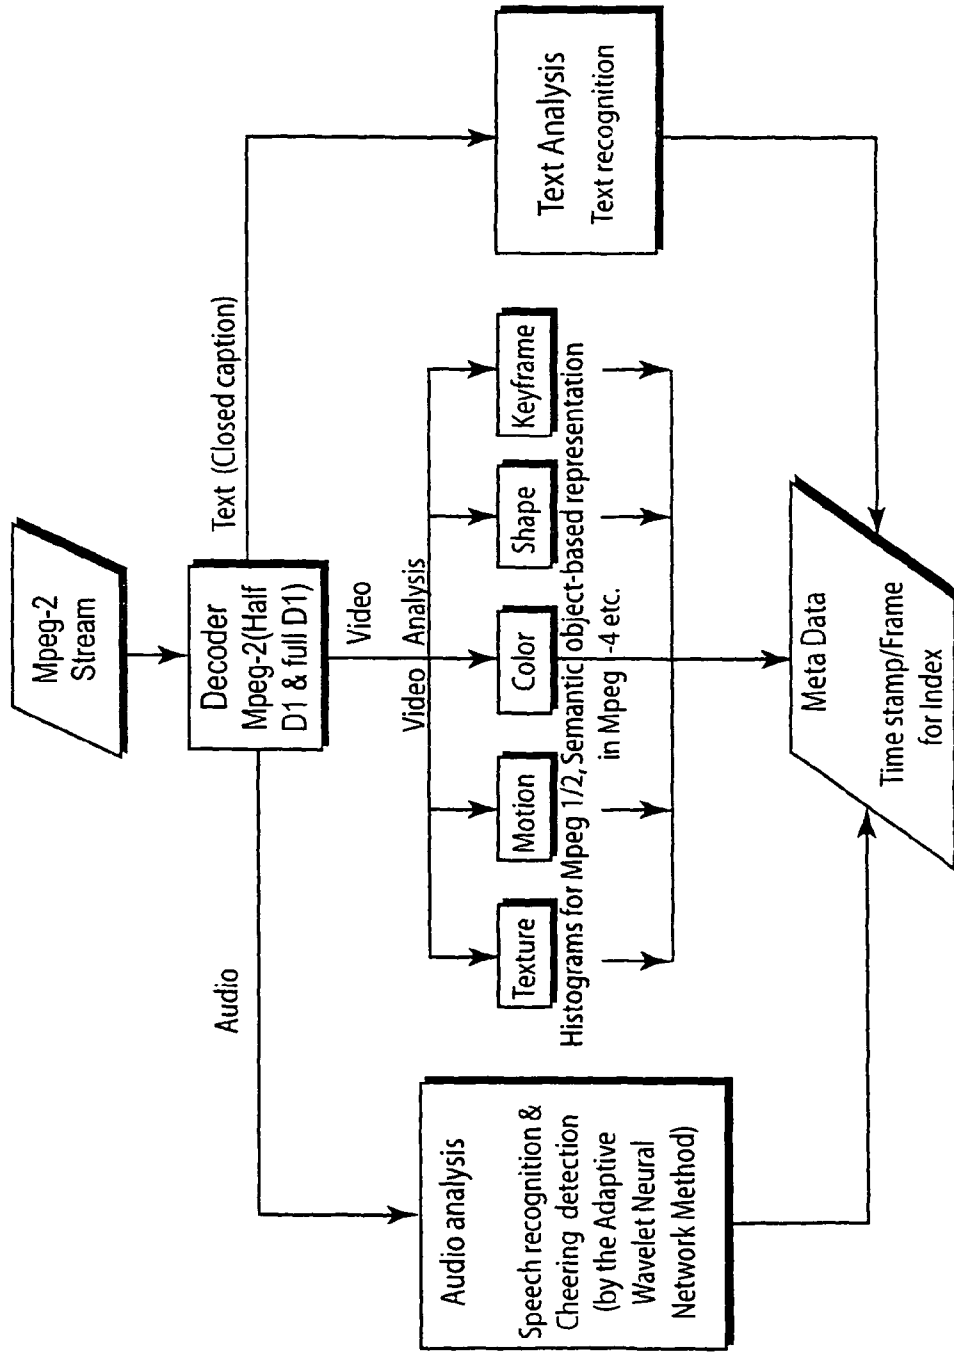 Mpeg-2
Stream
Decoder
Mpeg-2(Half
D1 & full D1)
Audio
Video
Text (Closed caption)
Video Analysis
Texture
Motion
Color
Shape
Keyframe
Histograms for Mpeg 1/2, Semantic object-based representation
in Mpeg -4 etc.
Audio analysis
Speech recognition &
Cheering detection
(by the Adaptive
Wavelet Neural
Network Method)
Text Analysis
Text recognition
Meta Data
Time stamp/Frame
for Index